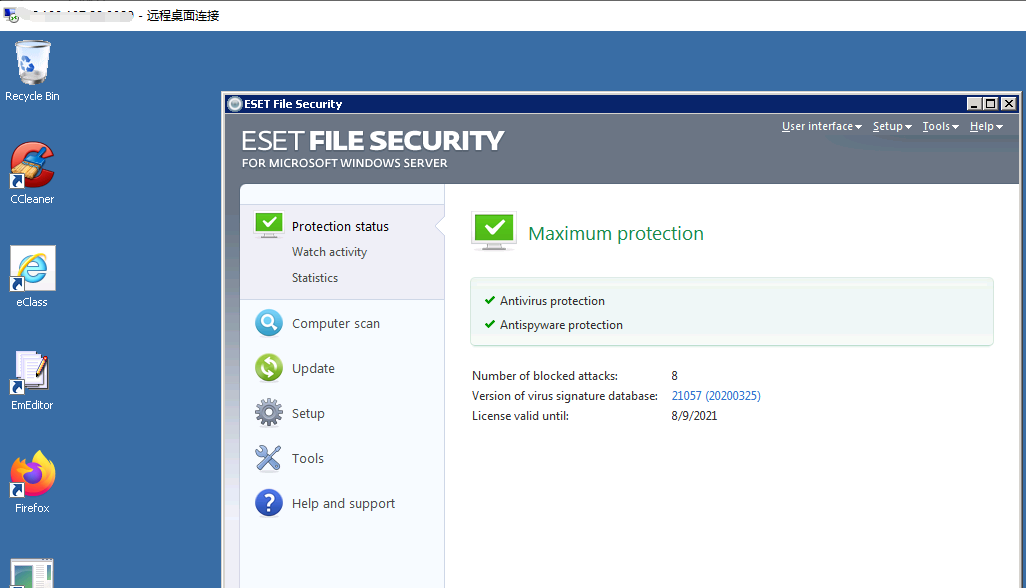 - 远程桌面连接
Recycle Bin
CCleaner
eClass
EmEditor
Firefox
ESET File Security
ESET FILE SECURITY
FOR MICROSOFT WINDOWS SERVER
User interface Setup Tools Help
Protection status
Watch activity
Statistics
Computer scan
Update
Setup
Tools
Help and support
Maximum protection
Antivirus protection
Antispyware protection
Number of blocked attacks: 8
Version of virus signature database: 21057 (20200325)
License valid until: 8/9/2021